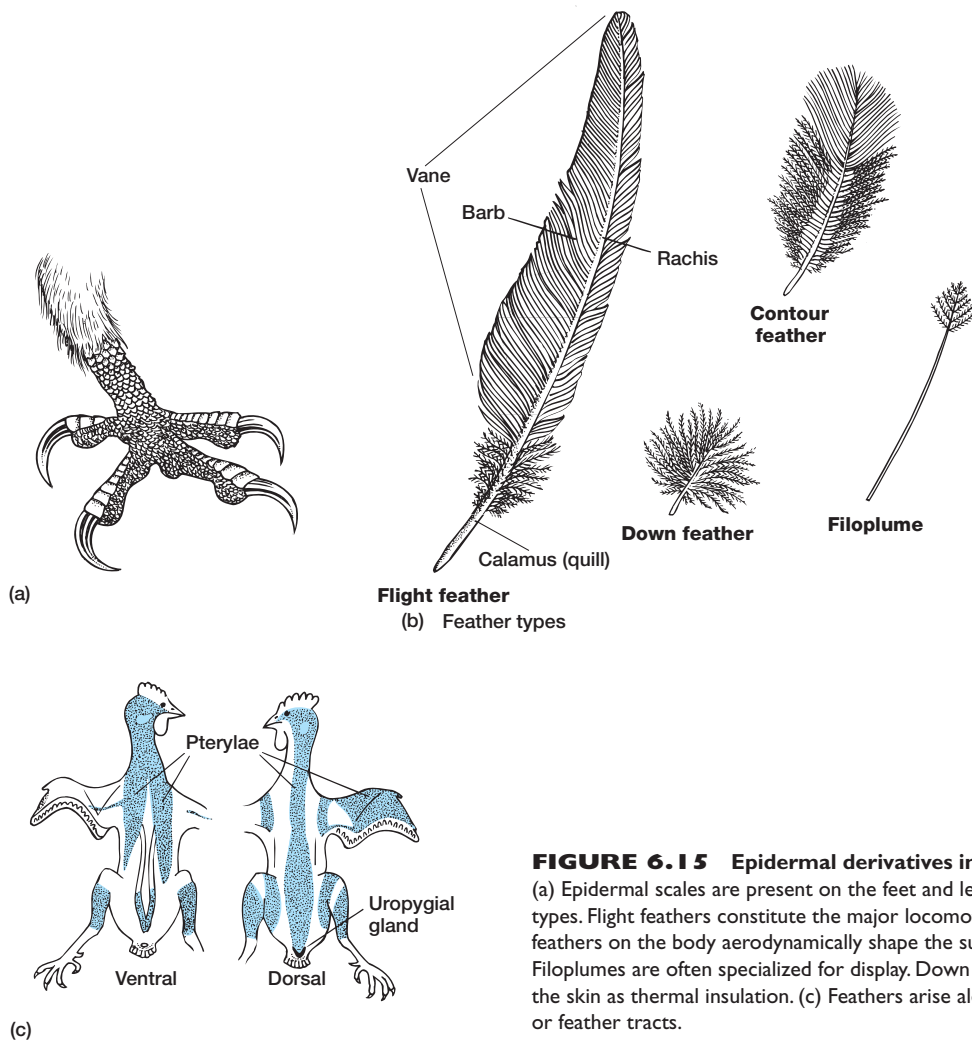 Vane
Barb
Rachis
Contour
feather
Calamus (quill)
Down feather
Filoplume
(a)
Flight feather
(b) Feather types
Pterylae
Uropygial
gland
Ventral
Dorsal
(c)
FIGURE 6.15 Epidermal derivatives in
(a) Epidermal scales are present on the feet and le
types. Flight feathers constitute the major locomo
feathers on the body aerodynamically shape the su
Filoplumes are often specialized for display. Down
the skin as thermal insulation. (c) Feathers arise al
or feather tracts.